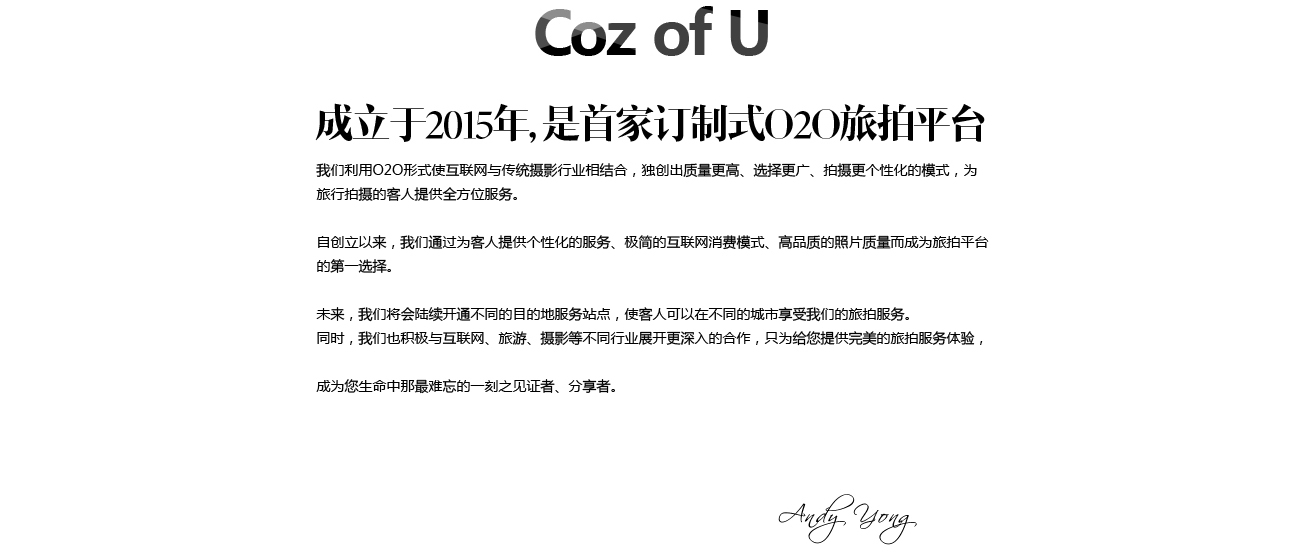 Coz of U
成立于2015年,是首家订制式O2O旅拍平台
我们利用O2O形式使互联网与传统摄影行业相结合，独创出质量更高、选择更广、拍摄更个性化的模式，为
旅行拍摄的客人提供全方位服务。
自创立以来，我们通过为客人提供个性化的服务、极简的互联网消费模式、高品质的照片质量而成为旅拍平台
的第一选择。
未来，我们将会陆续开通不同的目的地服务站点，使客人可以在不同的城市享受我们的旅拍服务。
同时，我们也积极与互联网、旅游、摄影等不同行业展开更深入的合作，只为给您提供完美的旅拍服务体验，
成为您生命中那最难忘的一刻之见证者、分享者。
Andy Yong